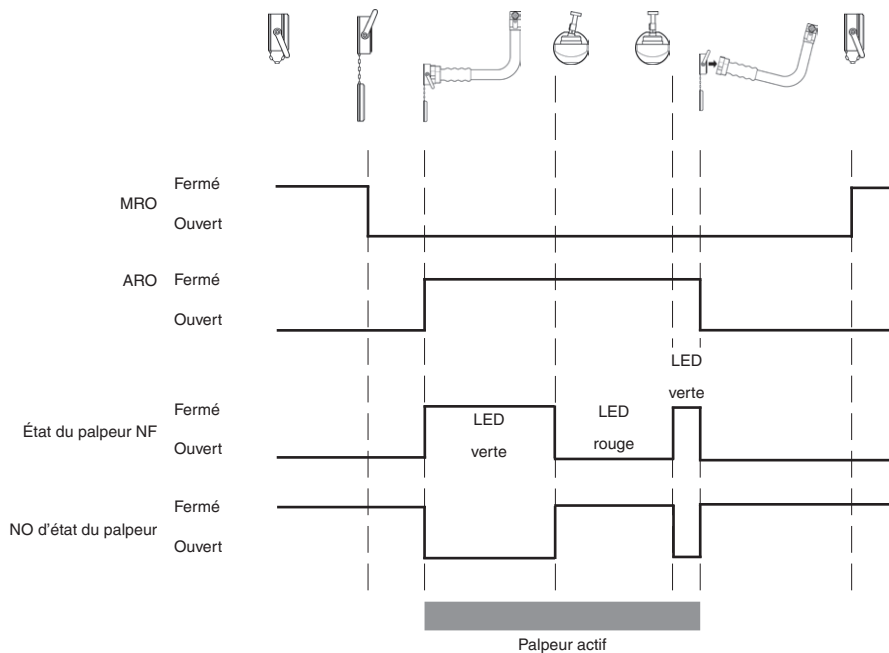 Fermé
MRO
Ouvert
ARO
Fermé
Ouvert
LED
verte
État du palpeur NF
Fermé
Ouvert
LED
verte
LED
rouge
NO d'état du palpeur
Fermé
Ouvert
Palpeur actif